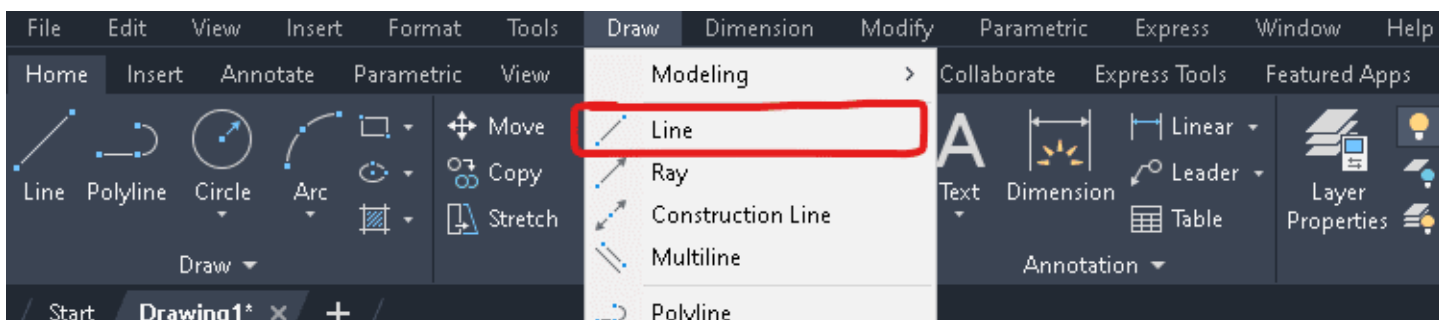 File Edit View Insert Format Tools Draw Dimension Modify Parametric Express Window Help
Home Insert Annotate Parametric View Modeling > Collaborate Express Tools Featured Apps
Line
Ray
Construction Line
Multiline
Polyline
Line Polyline Circle Arc
Draw
Move
Copy
Stretch
Text Dimension
Linear
Leader
Table
Annotation
Layer
Properties
Start Drawing1* × +